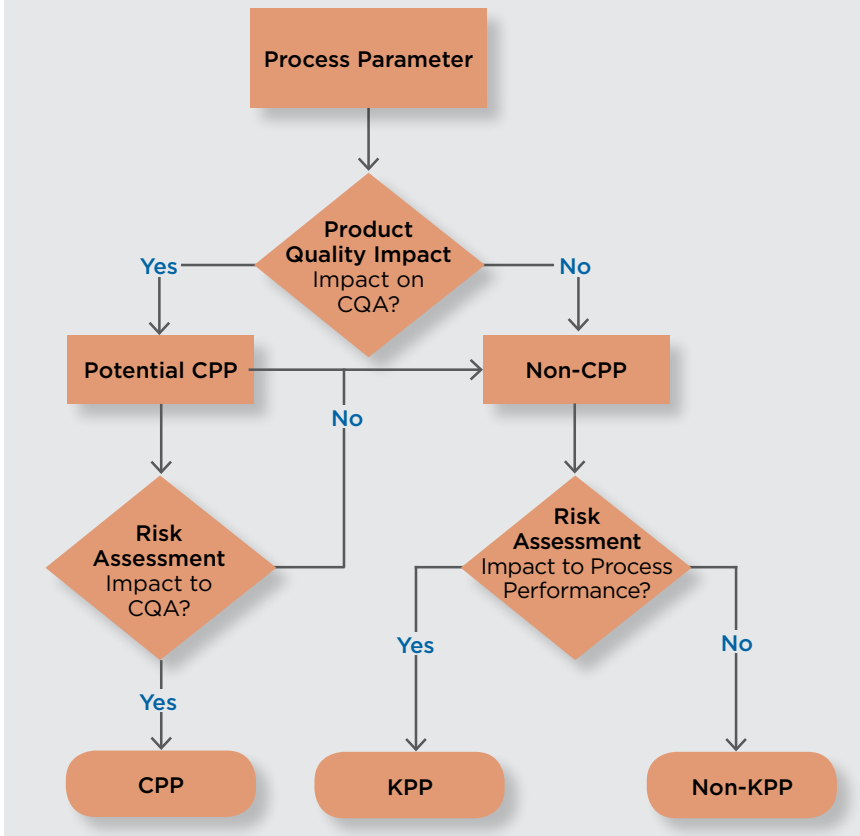 Process Parameter
Product
Quality Impact
Impact on
CQA?
Yes
No
Potential CPP
Non-CPP
No
Risk
Assessment
Impact to
CQA?
Risk
Assessment
Impact to Process
Performance?
Yes
No
Yes
CPP
KPP
Non-KPP